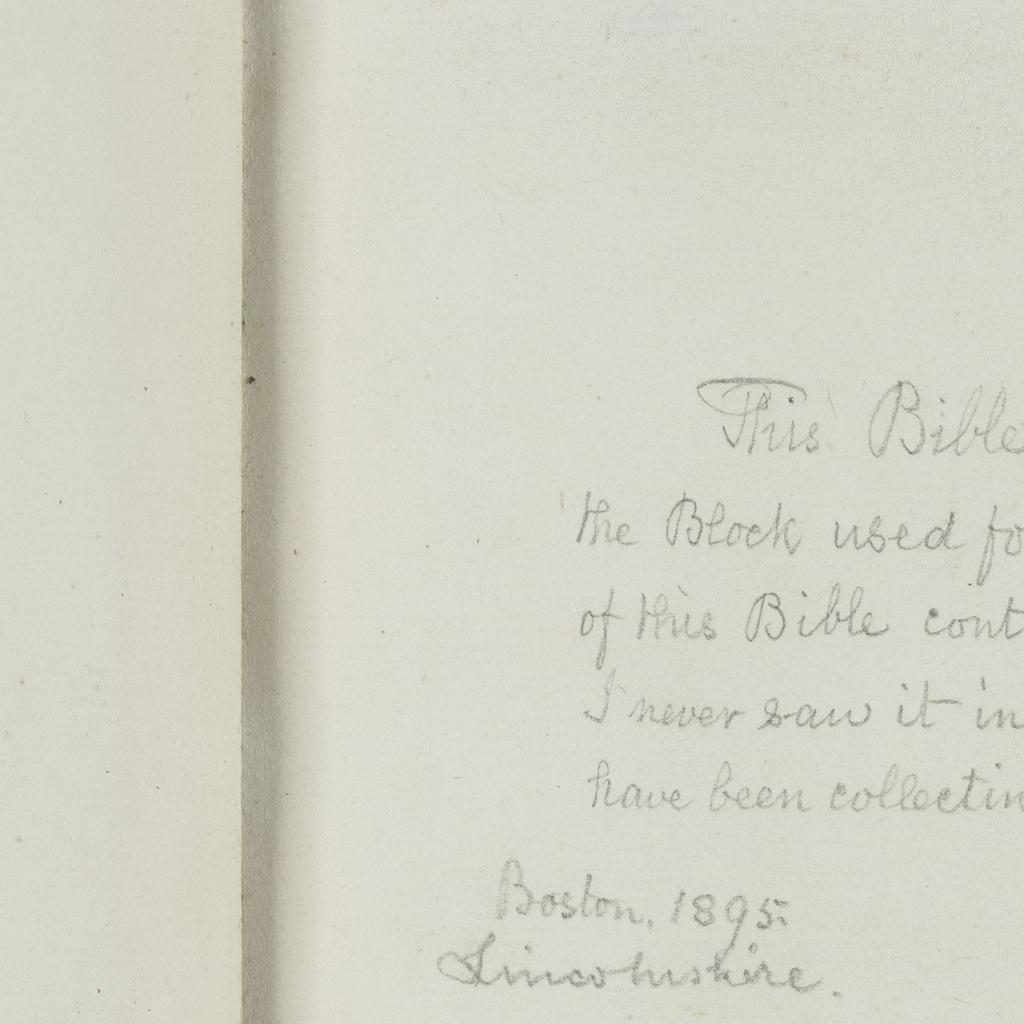 This Bible
the Block used fo
of this Bible cont
I never saw it in
have been collectin
Boston, 1895.
Lincolnshire.